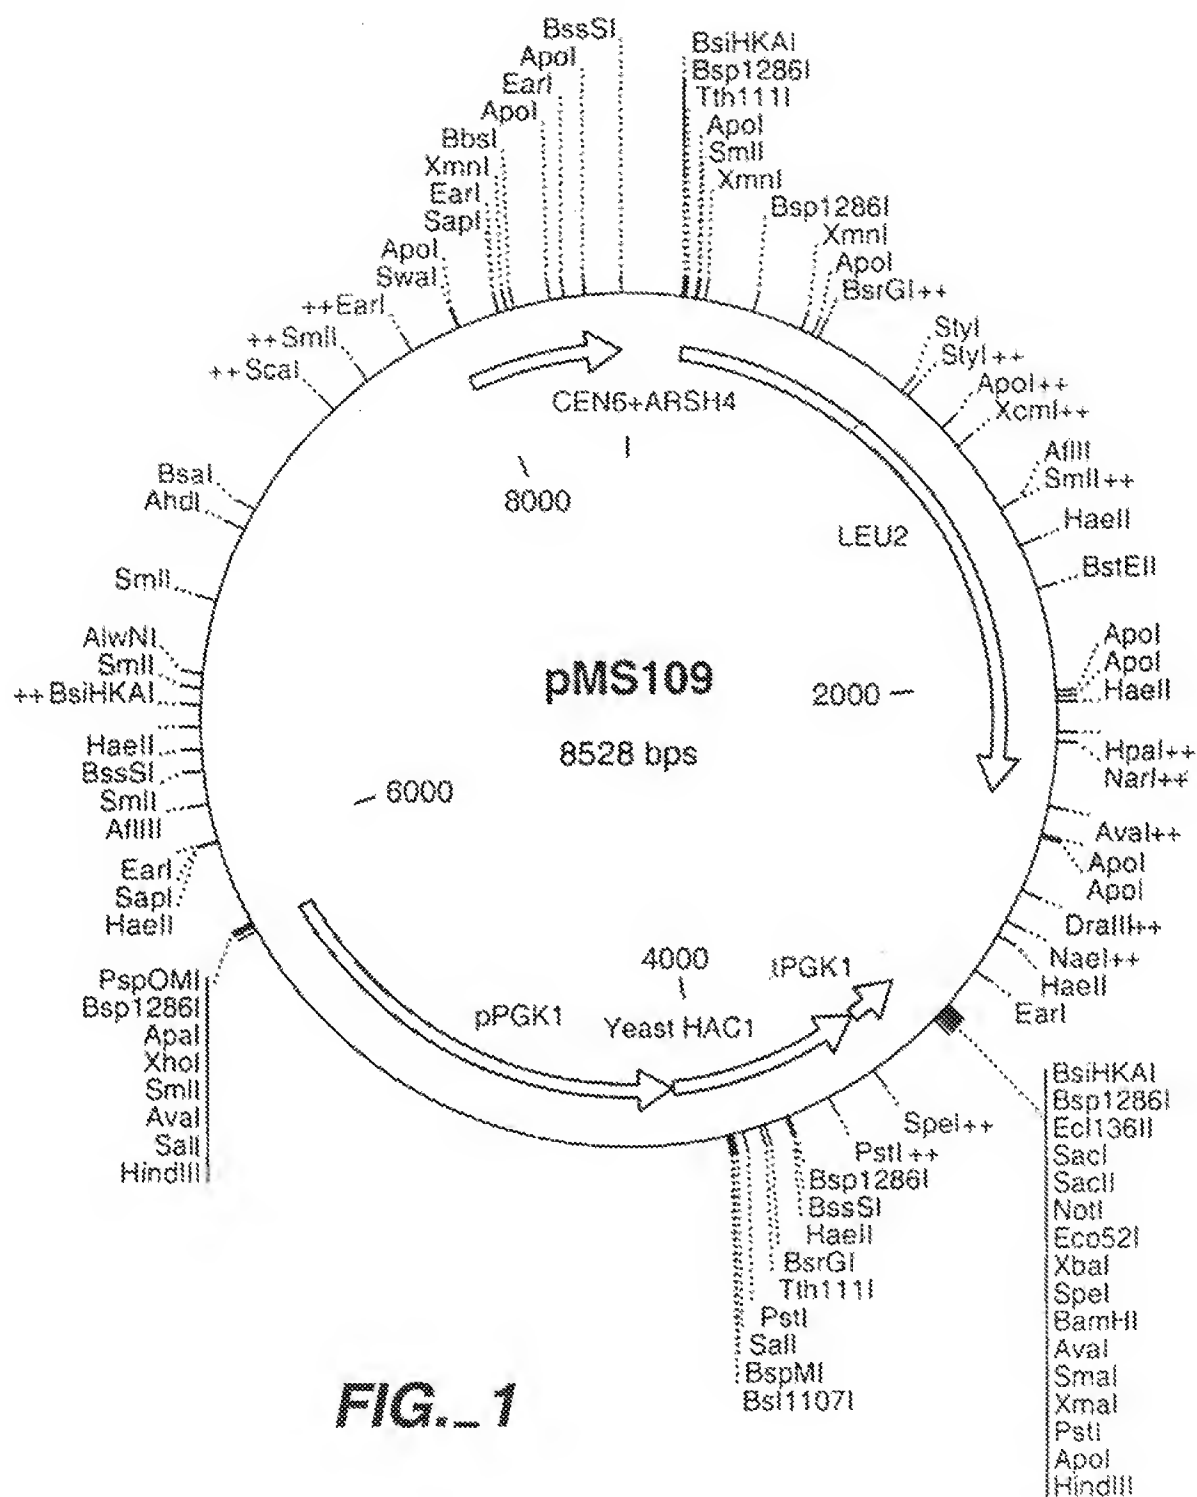 BssSI
ApoI
EarI
ApoI
BbsI
XmnI
EarI
SapI
ApoI
SwaI
++EarI
++SmlI
++ScaI
BsaI
AhdI
SmlI
AlwNI
SmlI
++BsiHKAI
HaeII
BssSI
SmlI
AflIII
EarI
SapI
HaeII
PspOMI
Bsp1286I
ApaI
XhoI
SmlI
AvaI
SalI
HindIII
BsiHKAI
Bsp1286I
Tth111I
ApoI
SmlI
XmnI
Bsp1286I
XmnI
ApoI
BsrGI++
StyI
StyI++
ApoI++
XcmI++
AflII
SmlI++
HaeII
BstEII
ApoI
ApoI
HaeII
HpaI++
NarI++
AvaI++
ApoI
ApoI
DraIII++
NaeI++
HaeII
EarI
BsiHKAI
Bsp1286I
Ecl136II
SacI
SacII
NotI
Eco52I
XbaI
SpeI
BamHI
AvaI
SmaI
XmaI
PstI
ApoI
HindIII
SpeI++
PstI++
Bsp1286I
BssSI
HaeII
BsrGI
Tth111I
PstI
SalI
BspMI
Bst1107I
CEN6+ARSH4
8000
LEU2
pMS109
2000
8528 bps
6000
4000
tPGK1
pPGK1
Yeast HAC1
FIG._1